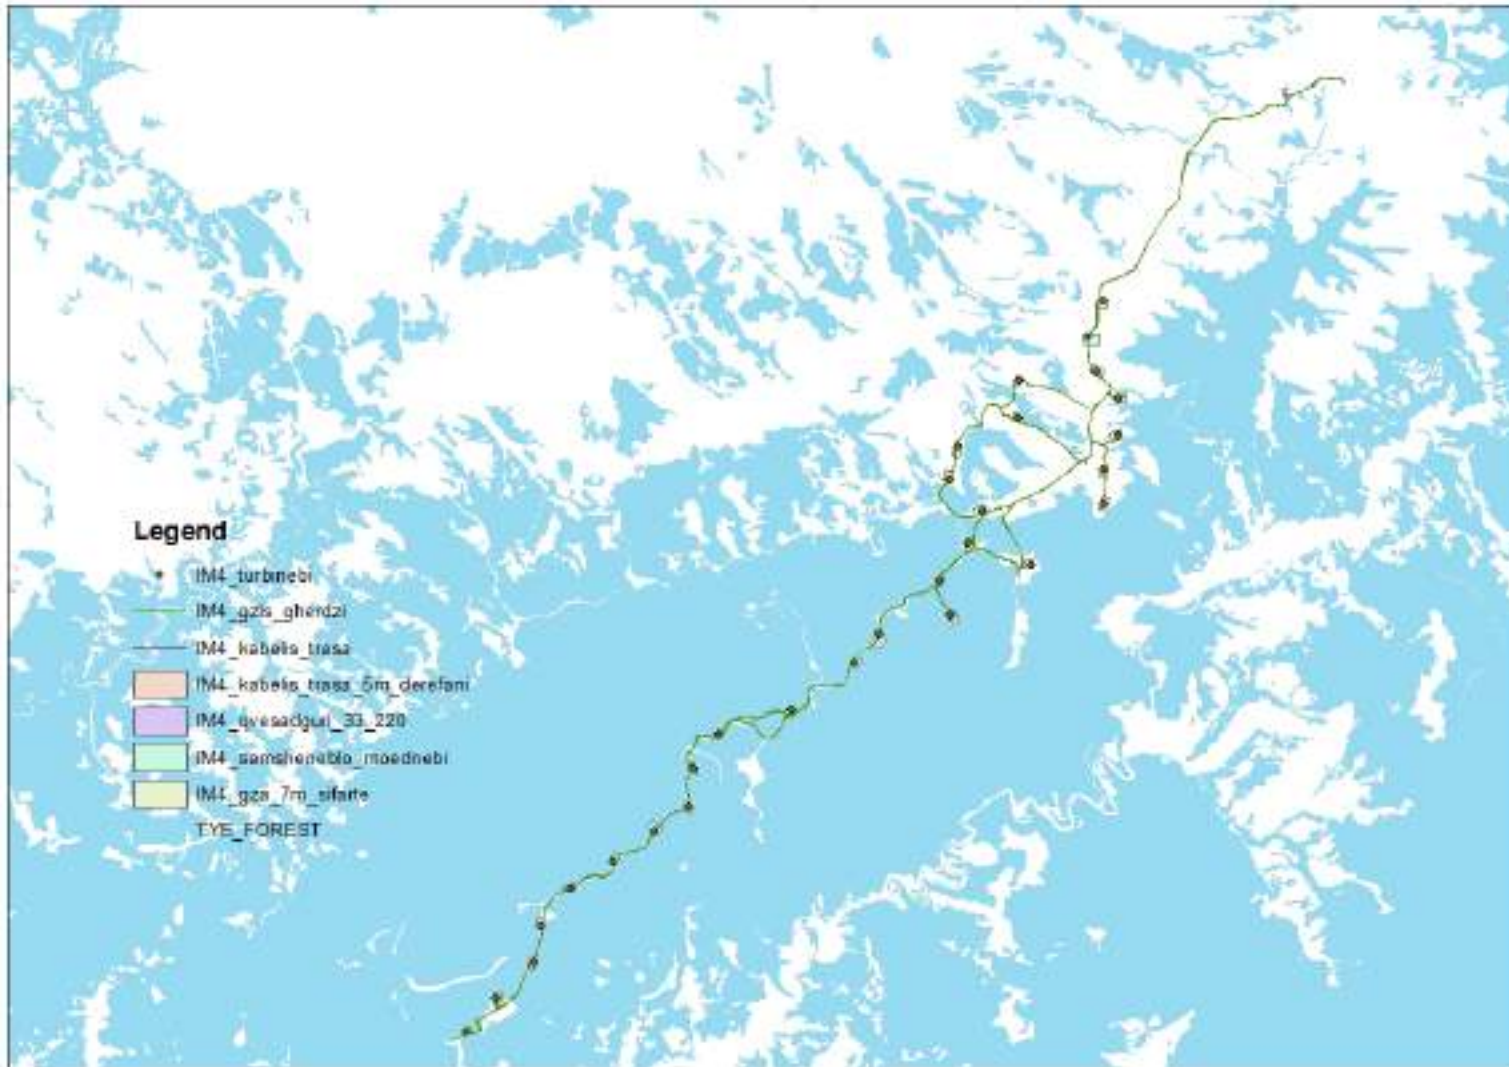 Legend
IM4_turbinebi
IM4_gzis_gherdzi
IM4_kabelis_trasa
IM4_kabelis_trasa_5m_derefani
IM4_qvesadguri_33_220
IM4_samsheneblo_moednebi
IM4_gza_7m_sifarte
TYE_FOREST